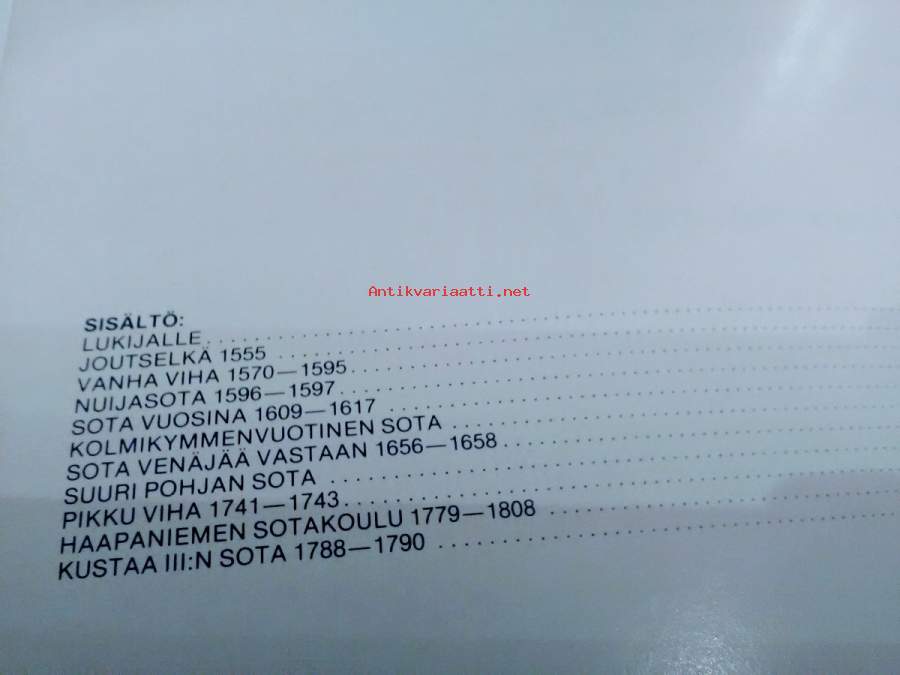 Antikvariaatti.net
SISÄLTÖ:
LUKIJALLE
JOUTSELKÄ 1555
VANHA VIHA 1570—1595
NUIJASOTA 1596—1597
SOTA VUOSINA 1609—1617
KOLMIKYMMENVUOTINEN SOTA
SOTA VENÄJÄÄ VASTAAN 1656—1658
SUURI POHJAN SOTA
PIKKU VIHA 1741—1743
HAAPANIEMEN SOTAKOULU 1779—1808
KUSTAA III:N SOTA 1788—1790